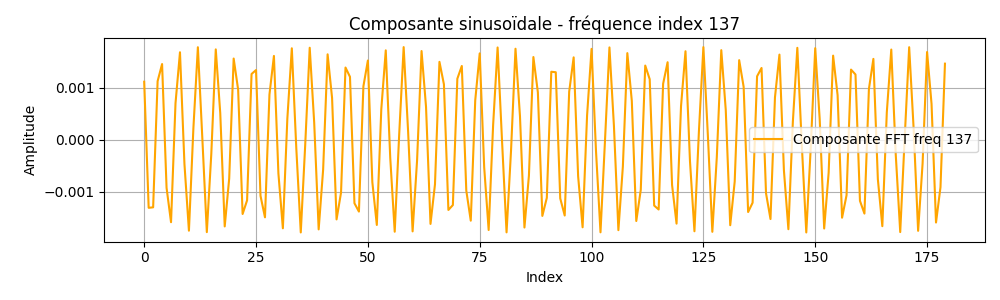 Composante sinusoïdale - fréquence index 137
Amplitude
0.001
0.000
−0.001
Composante FFT freq 137
0 25 50 75 100 125 150 175
Index